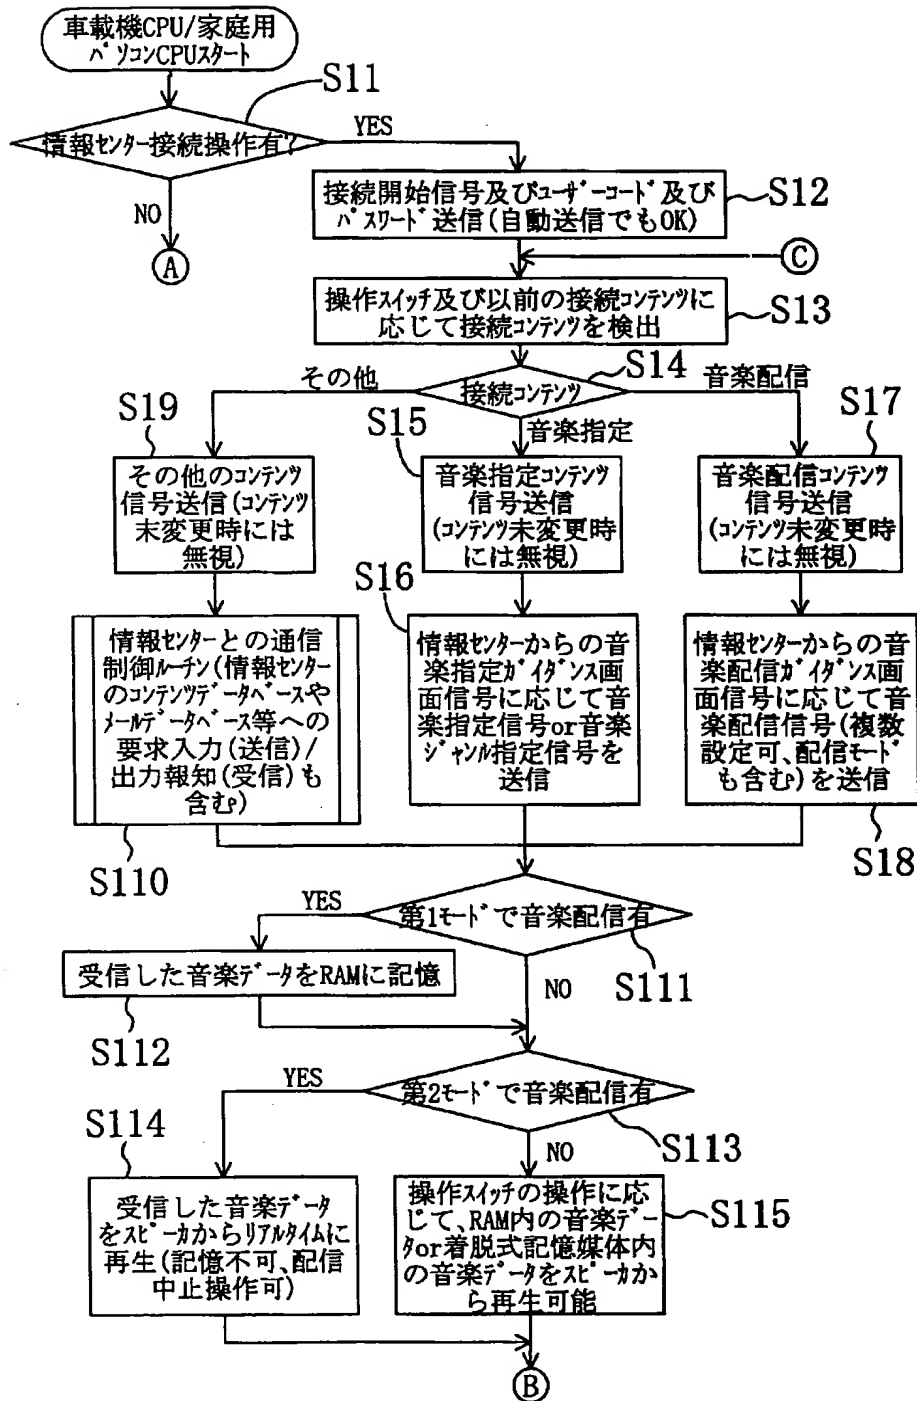 車載機CPU/家庭用
ﾊﾟｿｺﾝCPUｽﾀｰﾄ
S11
情報ｾﾝﾀｰ接続操作有?
YES
NO
A
接続開始信号及びﾕｰｻﾞｰｺｰﾄﾞ及び
ﾊﾟｽﾜｰﾄﾞ送信(自動送信でもOK)
S12
C
操作ｽｲｯﾁ及び以前の接続ｺﾝﾃﾝﾂに
応じて接続ｺﾝﾃﾝﾂを検出
S13
接続ｺﾝﾃﾝﾂ
S14
その他
音楽指定
音楽配信
S19
その他のｺﾝﾃﾝﾂ
信号送信(ｺﾝﾃﾝﾂ
末変更時には
無視)
S15
音楽指定ｺﾝﾃﾝﾂ
信号送信
(ｺﾝﾃﾝﾂ未変更時
には無視)
S17
音楽配信ｺﾝﾃﾝﾂ
信号送信
(ｺﾝﾃﾝﾂ未変更時
には無視)
情報ｾﾝﾀｰとの通信
制御ﾙｰﾁﾝ(情報ｾﾝﾀｰ
のｺﾝﾃﾝﾂﾃﾞｰﾀﾍﾞｰｽや
ﾒｰﾙﾃﾞｰﾀﾍﾞｰｽ等への
要求入力(送信)/
出力報知(受信)も
含む)
S110
S16
情報ｾﾝﾀｰからの音
楽指定ｶﾞｲﾀﾞﾝｽ画
面信号に応じて音
楽指定信号or音楽
ｼﾞｬﾝﾙ指定信号を
送信
情報ｾﾝﾀｰからの音
楽配信ｶﾞｲﾀﾞﾝｽ画
面信号に応じて音
楽配信信号(複数
設定可､配信ﾓｰﾄﾞ
も含む)を送信
S18
第1ﾓｰﾄﾞで音楽配信有
S111
YES
NO
受信した音楽ﾃﾞｰﾀをRAMに記憶
S112
第2ﾓｰﾄﾞで音楽配信有
S113
YES
NO
S114
受信した音楽ﾃﾞｰﾀ
をｽﾋﾟｰｶからﾘｱﾙﾀｲﾑに
再生(記憶不可､配信
中止操作可)
操作ｽｲｯﾁの操作に応
じて､RAM内の音楽ﾃﾞｰ
ﾀor着脱式記憶媒体内
の音楽ﾃﾞｰﾀをｽﾋﾟｰｶか
ら再生可能
S115
B